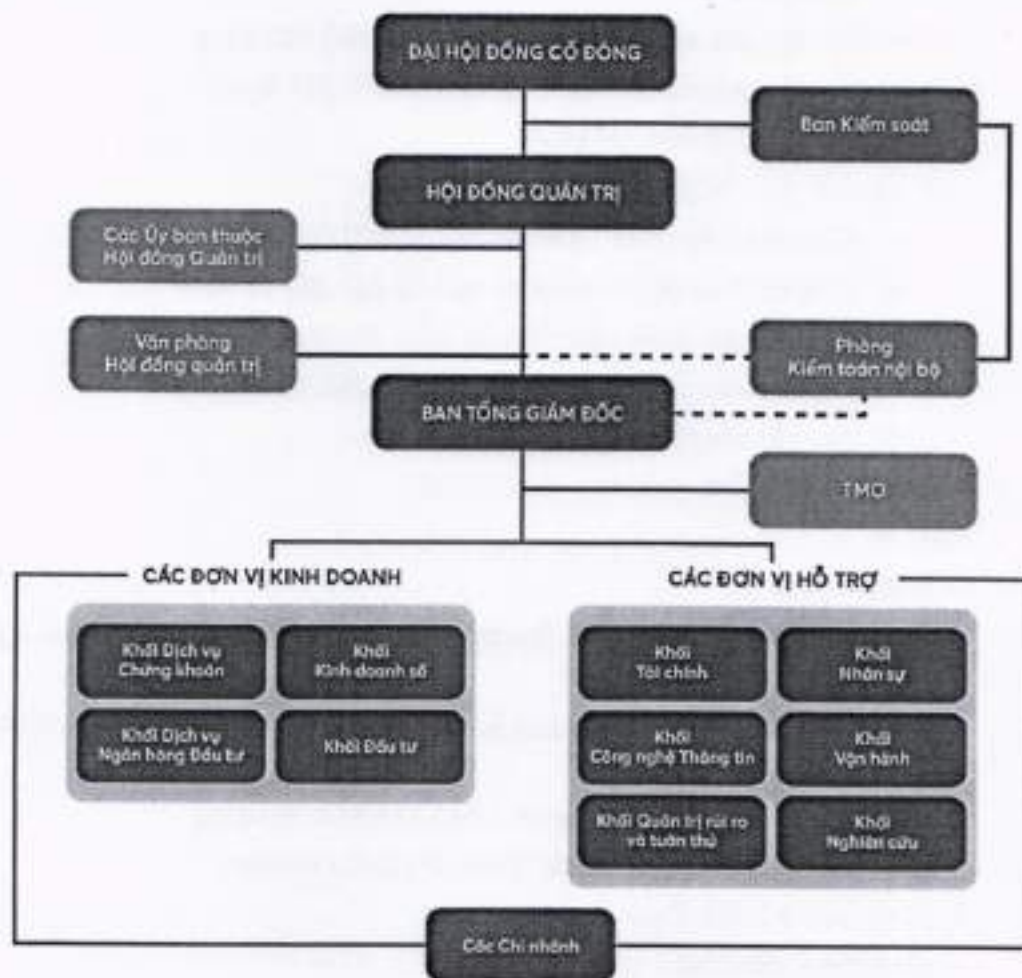 ĐẠI HỘI ĐỒNG CỔ ĐÔNG
Ban Kiểm soát
HỘI ĐỒNG QUẢN TRỊ
Các Ủy ban thuộc
Hội đồng Quản trị
Văn phòng
Hội đồng quản trị
Phòng
Kiểm toán nội bộ
BAN TỔNG GIÁM ĐỐC
TMO
CÁC ĐƠN VỊ KINH DOANH
Khối Dịch vụ
Chứng khoán
Khối
Kinh doanh số
Khối Dịch vụ
Ngân hàng Đầu tư
Khối Đầu tư
CÁC ĐƠN VỊ HỖ TRỢ
Khối
Tài chính
Khối
Nhân sự
Khối
Công nghệ Thông tin
Khối
Vận hành
Khối Quản trị rủi ro
và tuân thủ
Khối
Nghiên cứu
Các Chi nhánh